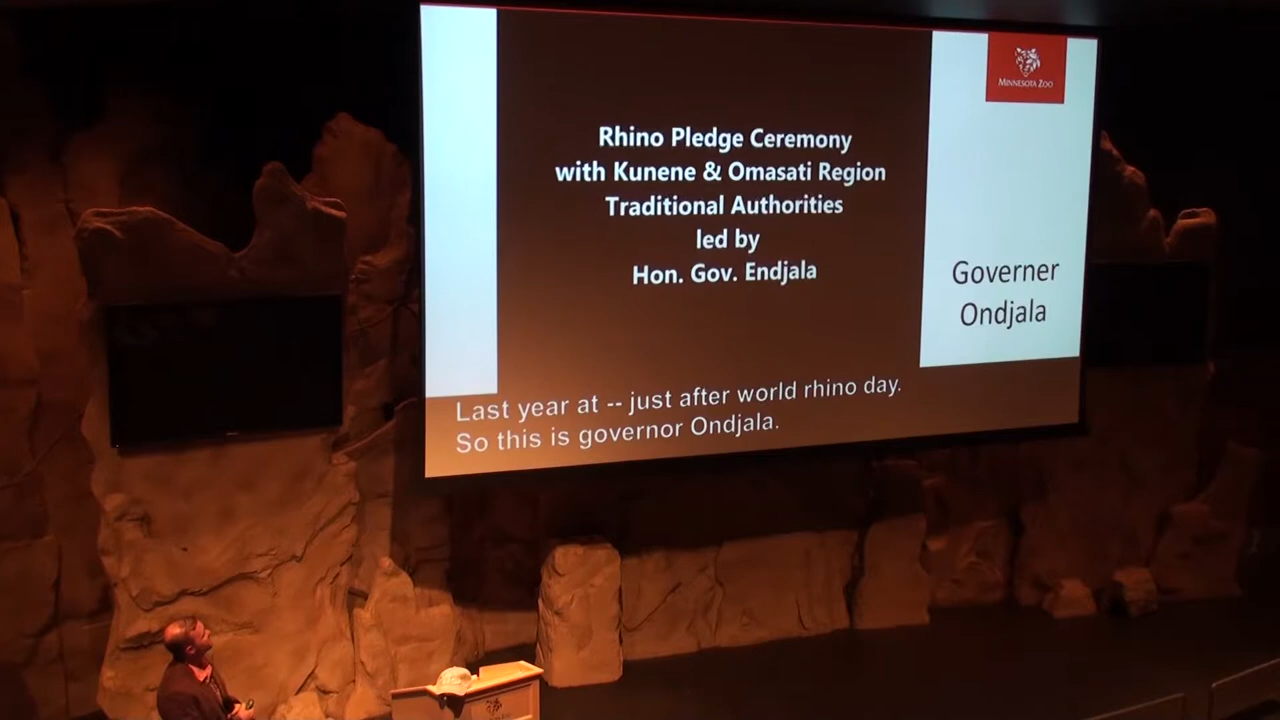 MINNESOTA ZOO
Rhino Pledge Ceremony
with Kunene & Omasati Region
Traditional Authorities
led by
Hon. Gov. Endjala
Governer
Ondjala
Last year at -- just after world rhino day.
So this is governor Ondjala.